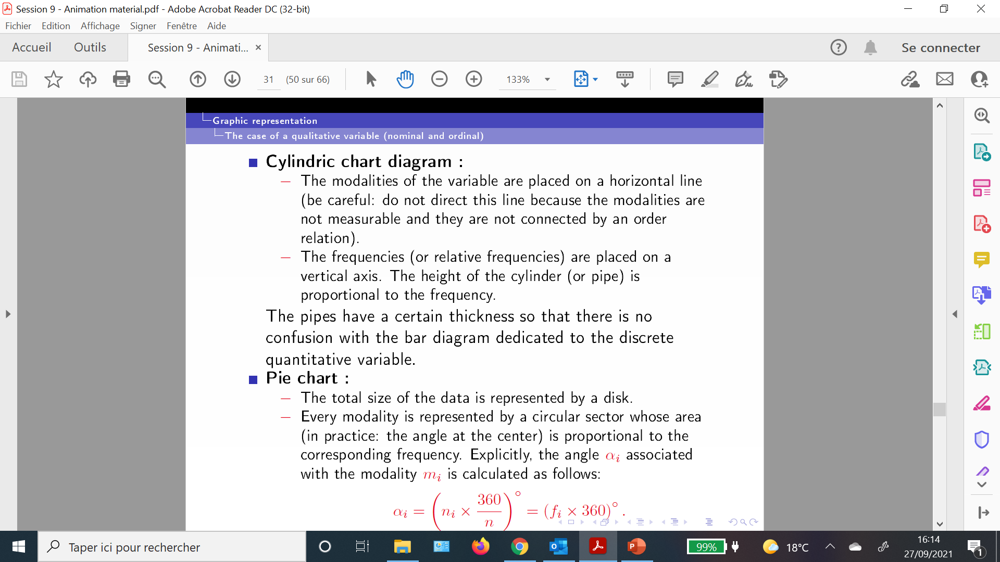 Session 9 - Animation material.pdf - Adobe Acrobat Reader DC (32-bit)
Fichier Edition Affichage Signer Fenêtre Aide
Accueil Outils Session 9 - Animati... × Se connecter
31 (50 sur 66) 133%
Graphic representation
The case of a qualitative variable (nominal and ordinal)
Cylindric chart diagram :
– The modalities of the variable are placed on a horizontal line
(be careful: do not direct this line because the modalities are
not measurable and they are not connected by an order
relation).
– The frequencies (or relative frequencies) are placed on a
vertical axis. The height of the cylinder (or pipe) is
proportional to the frequency.
The pipes have a certain thickness so that there is no
confusion with the bar diagram dedicated to the discrete
quantitative variable.
Pie chart :
– The total size of the data is represented by a disk.
– Every modality is represented by a circular sector whose area
(in practice: the angle at the center) is proportional to the
corresponding frequency. Explicitly, the angle α_i associated
with the modality m_i is calculated as follows:
α_i = (n_i × 360/n)° = (f_i × 360)°.
Taper ici pour rechercher
99% 18°C 16:14
27/09/2021
1